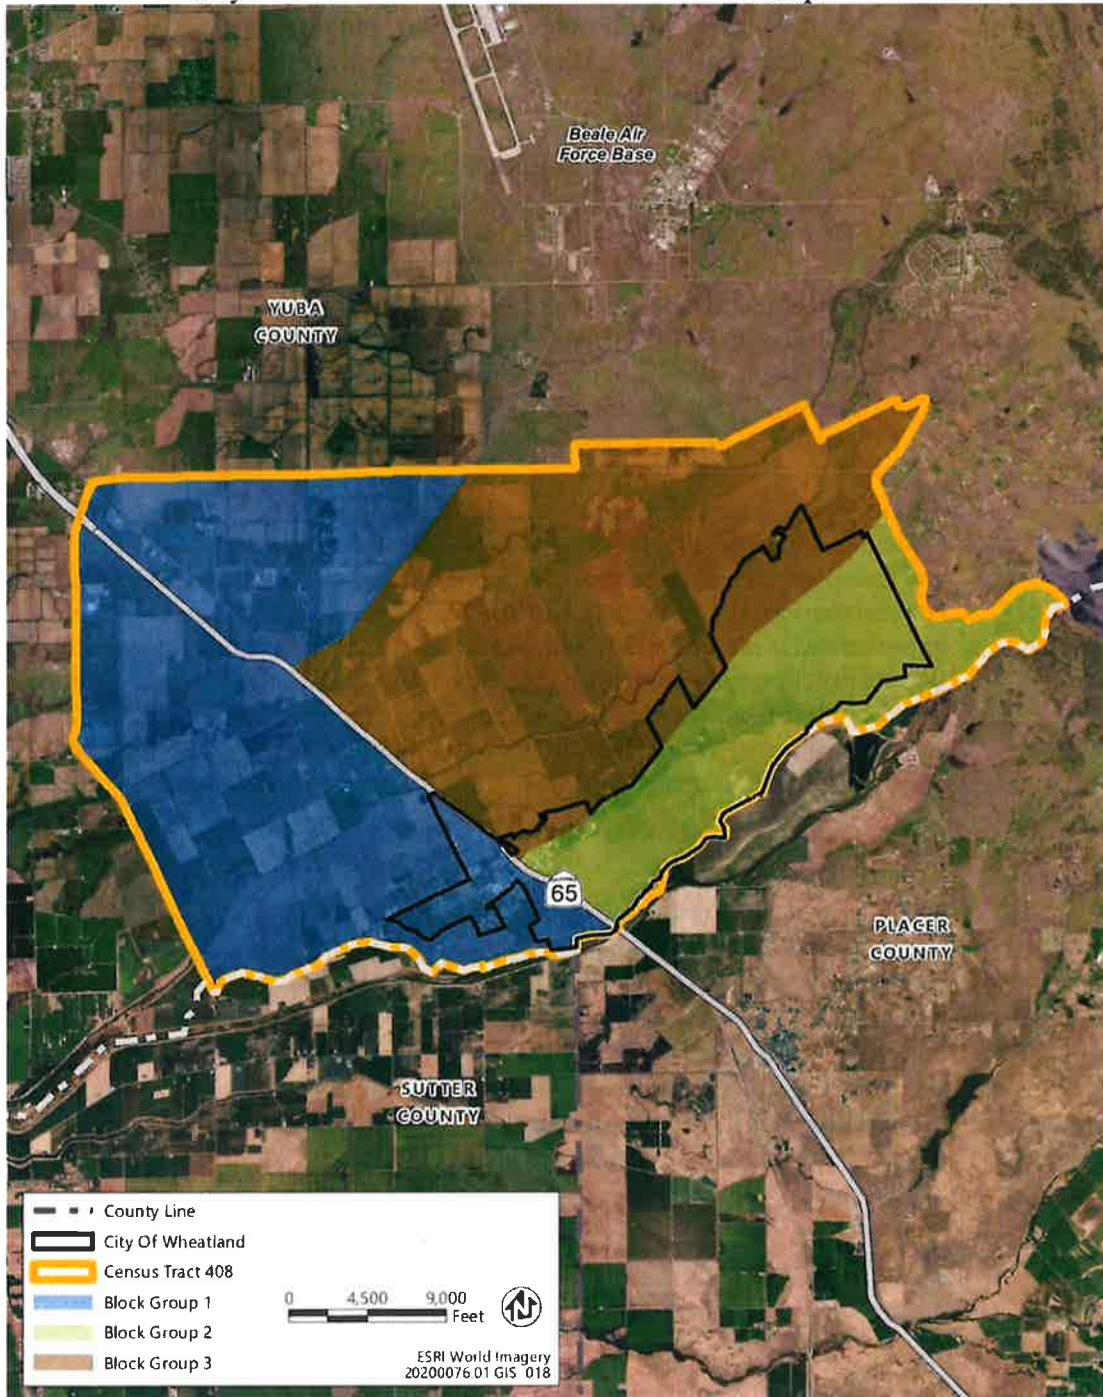 Beale Air
Force Base
YUBA
COUNTY
65
PLACER
COUNTY
SUTTER
COUNTY
County Line
City Of Wheatland
Census Tract 408
Block Group 1
Block Group 2
Block Group 3
0 4,500 9,000
Feet
N
ESRI World Imagery
20200076.01 GIS 018